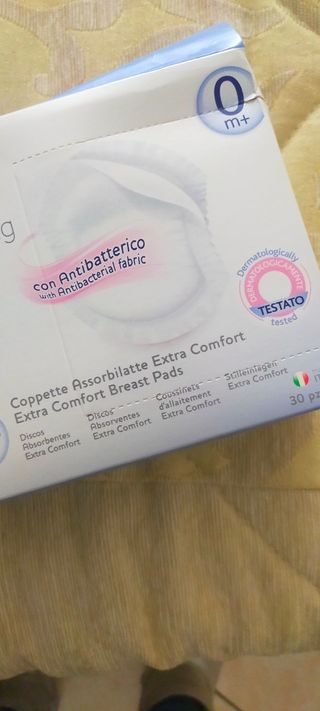 0
m+
g
con Antibatterico
with Antibacterial fabric
Dermatologically
DERMATOLOGICAMENTE
TESTATO
tested
Coppette Assorbilatte Extra Comfort
Extra Comfort Breast Pads
Discos
Absorbentes
Extra Comfort
Discos
Absorventes
Extra Comfort
Coussinets
d'allaitement
Extra Comfort
Stilleinlagen
Extra Comfort
30 pz